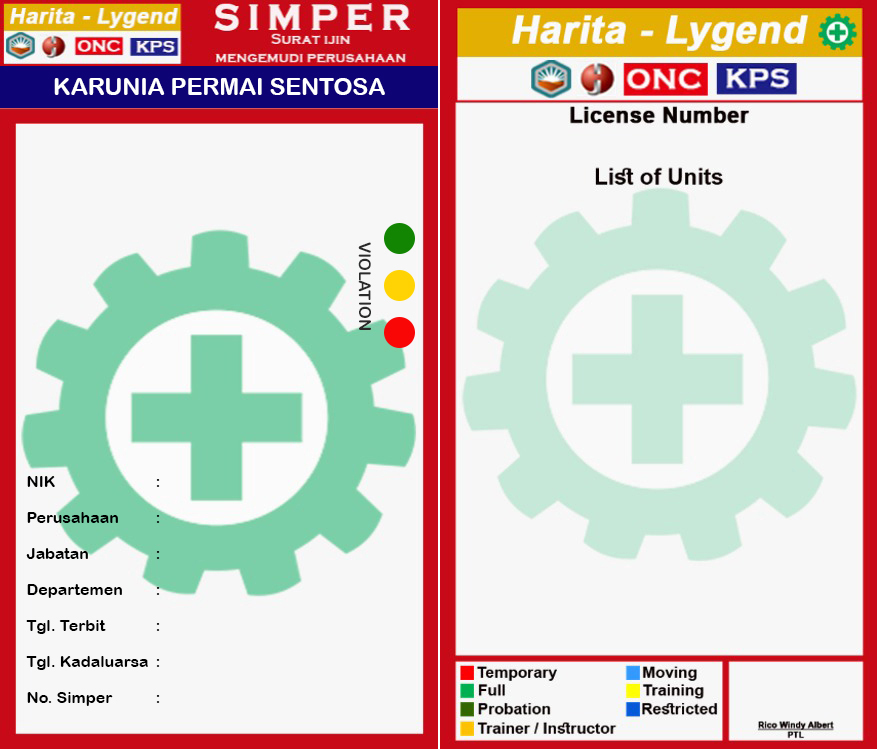 Harita - Lygend
ONC KPS
SIMPER
SURAT IJIN
MENGEMUDI PERUSAHAAN
KARUNIA PERMAI SENTOSA
VIOLATION
NIK :
Perusahaan :
Jabatan :
Departemen :
Tgl. Terbit :
Tgl. Kadaluarsa :
No. Simper :
Harita - Lygend
ONC KPS
License Number
List of Units
Temporary
Full
Probation
Trainer / Instructor
Moving
Training
Restricted
Rico Windy Albert
PTL